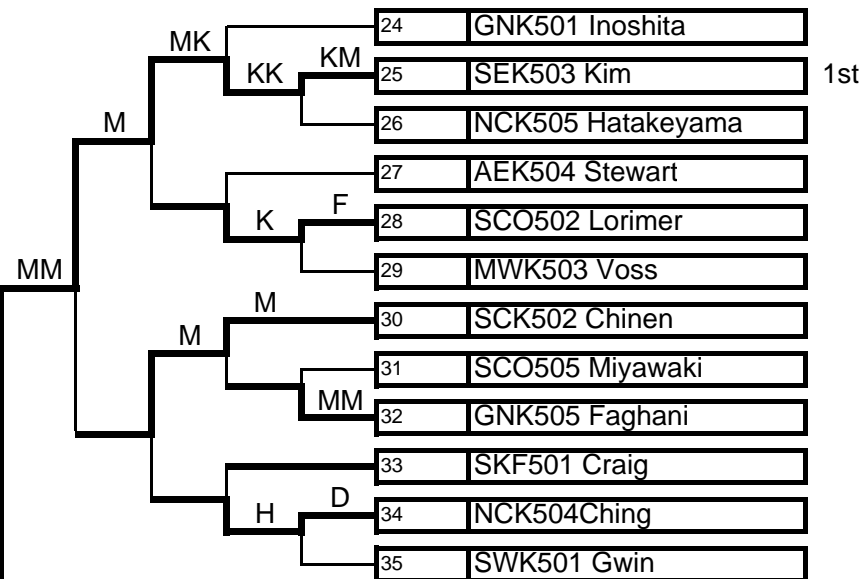 24 GNK501 Inoshita
MK
KK KM 25 SEK503 Kim 1st
26 NCK505 Hatakeyama
M
27 AEK504 Stewart
K F 28 SCO502 Lorimer
29 MWK503 Voss
MM
M M 30 SCK502 Chinen
31 SCO505 Miyawaki
MM 32 GNK505 Faghani
33 SKF501 Craig
H D 34 NCK504Ching
35 SWK501 Gwin